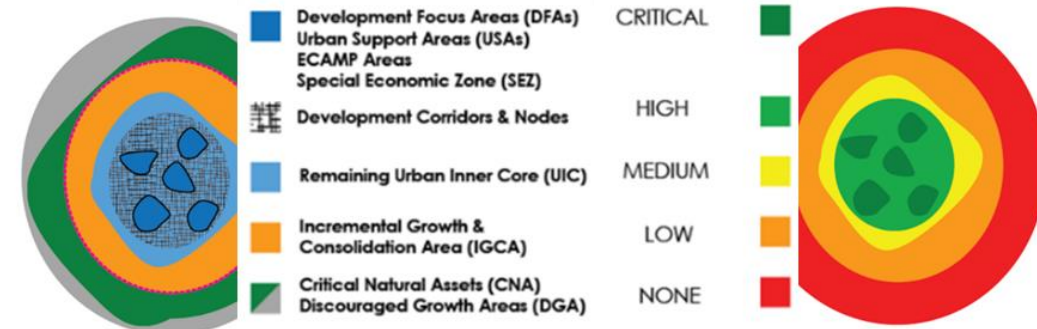 Development Focus Areas (DFAs)
Urban Support Areas (USAs)
ECAMP Areas
Special Economic Zone (SEZ)
CRITICAL
Development Corridors & Nodes
HIGH
Remaining Urban Inner Core (UIC)
MEDIUM
Incremental Growth &
Consolidation Area (IGCA)
LOW
Critical Natural Assets (CNA)
Discouraged Growth Areas (DGA)
NONE